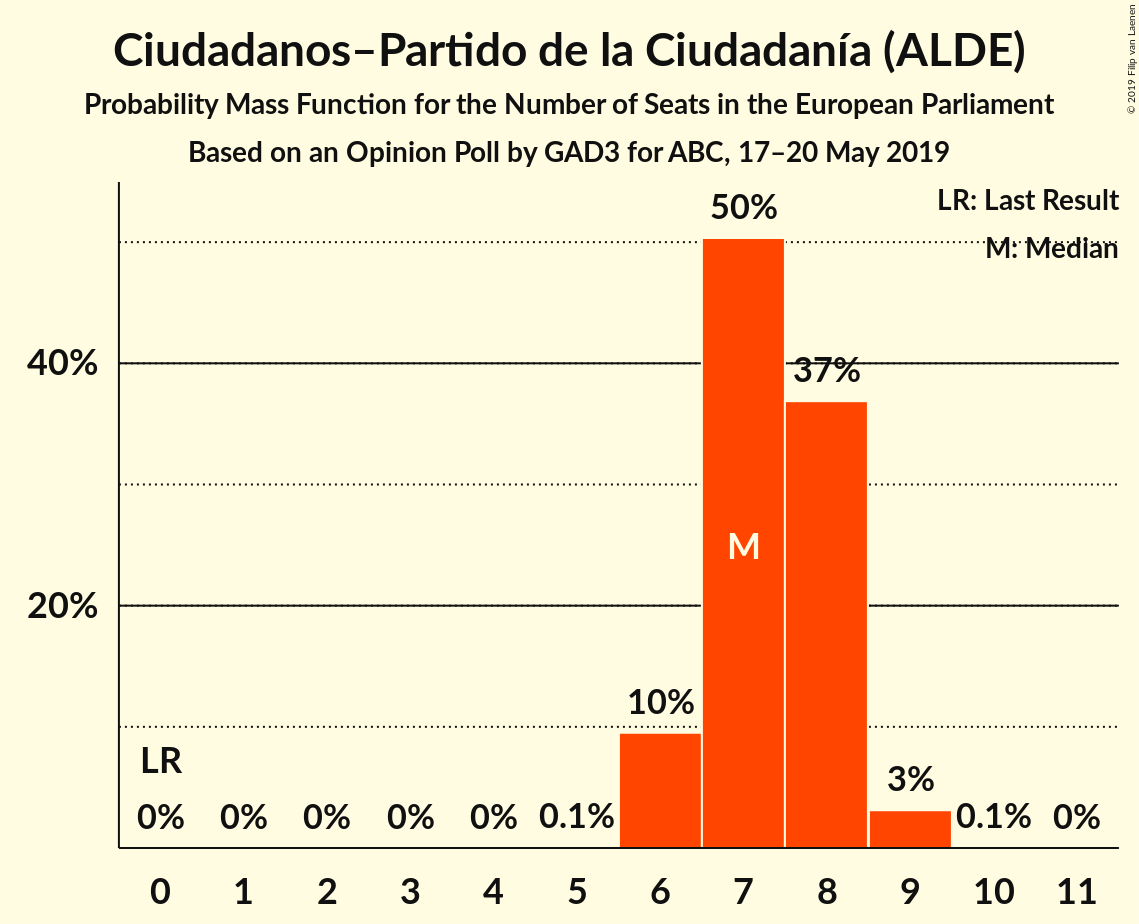 Ciudadanos–Partido de la Ciudadanía (ALDE)
Probability Mass Function for the Number of Seats in the European Parliament
Based on an Opinion Poll by GAD3 for ABC, 17–20 May 2019
© 2019 Filip van Laenen
LR: Last Result
M: Median
50%
40%
37%
M
20%
10%
LR
3%
0% 0% 0% 0% 0% 0.1% 0.1% 0%
0 1 2 3 4 5 6 7 8 9 10 11